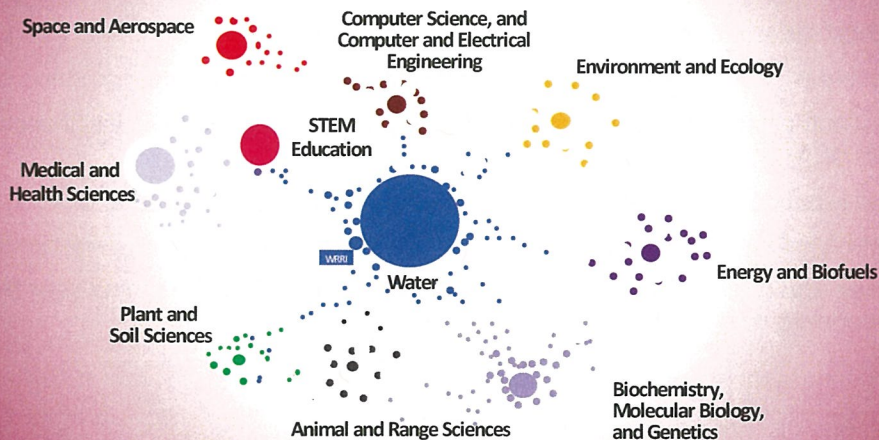 Space and Aerospace
Computer Science, and
Computer and Electrical
Engineering
Environment and Ecology
STEM
Education
Medical and
Health Sciences
WRRI
Water
Energy and Biofuels
Plant and
Soil Sciences
Animal and Range Sciences
Biochemistry,
Molecular Biology,
and Genetics